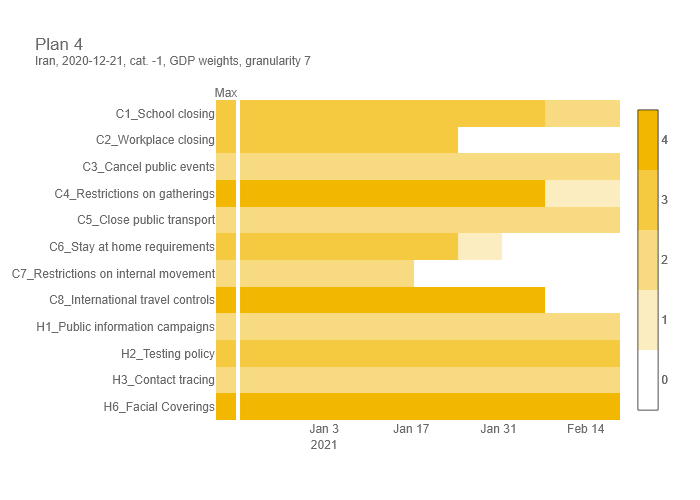 Plan 4
Iran, 2020-12-21, cat. -1, GDP weights, granularity 7
Max
C1_School closing
C2_Workplace closing
C3_Cancel public events
C4_Restrictions on gatherings
C5_Close public transport
C6_Stay at home requirements
C7_Restrictions on internal movement
C8_International travel controls
H1_Public information campaigns
H2_Testing policy
H3_Contact tracing
H6_Facial Coverings
Jan 3
2021
Jan 17
Jan 31
Feb 14
4
3
2
1
0